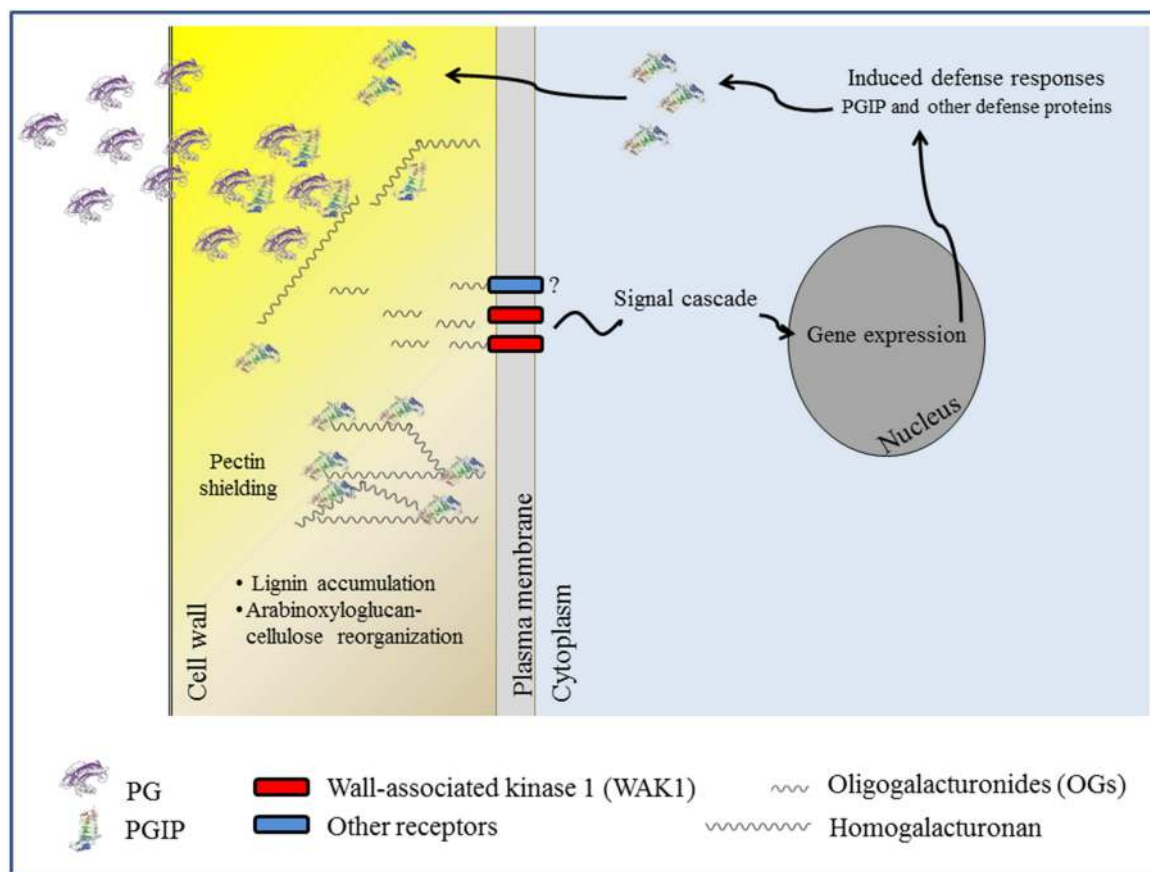 Induced defense responses
PGIP and other defense proteins
?
Signal cascade
Gene expression
Nucleus
Pectin
shielding
• Lignin accumulation
• Arabinoxyloglucan-
cellulose reorganization
Cell wall
Plasma membrane
Cytoplasm
PG
Wall-associated kinase 1 (WAK1)
Oligogalacturonides (OGs)
PGIP
Other receptors
Homogalacturonan